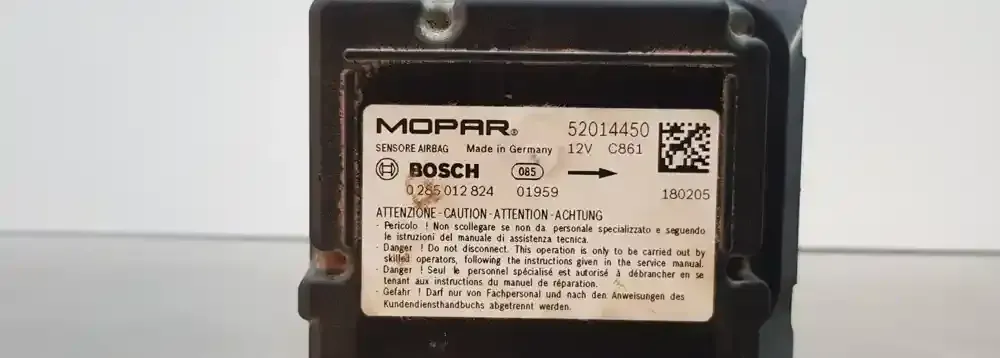 MOPAR® 52014450
SENSORE AIRBAG Made in Germany 12V C861
BOSCH 085
0 285 012 824 01959 180205
ATTENZIONE-CAUTION-ATTENTION-ACHTUNG
- Pericolo ! Non scollegare se non da personale specializzato e seguendo
le istruzioni del manuale di assistenza tecnica.
- Danger ! Do not disconnect. This operation is only to be carried out by
skilled operators, following the instructions given in the service manual.
- Danger ! Seul le personnel spécialisé est autorisé à débrancher en se
tenant aux instructions du manuel de réparation.
- Gefahr ! Darf nur von Fachpersonal und nach den Anweisungen des
Kundendiensthandbuchs abgetrennt werden.